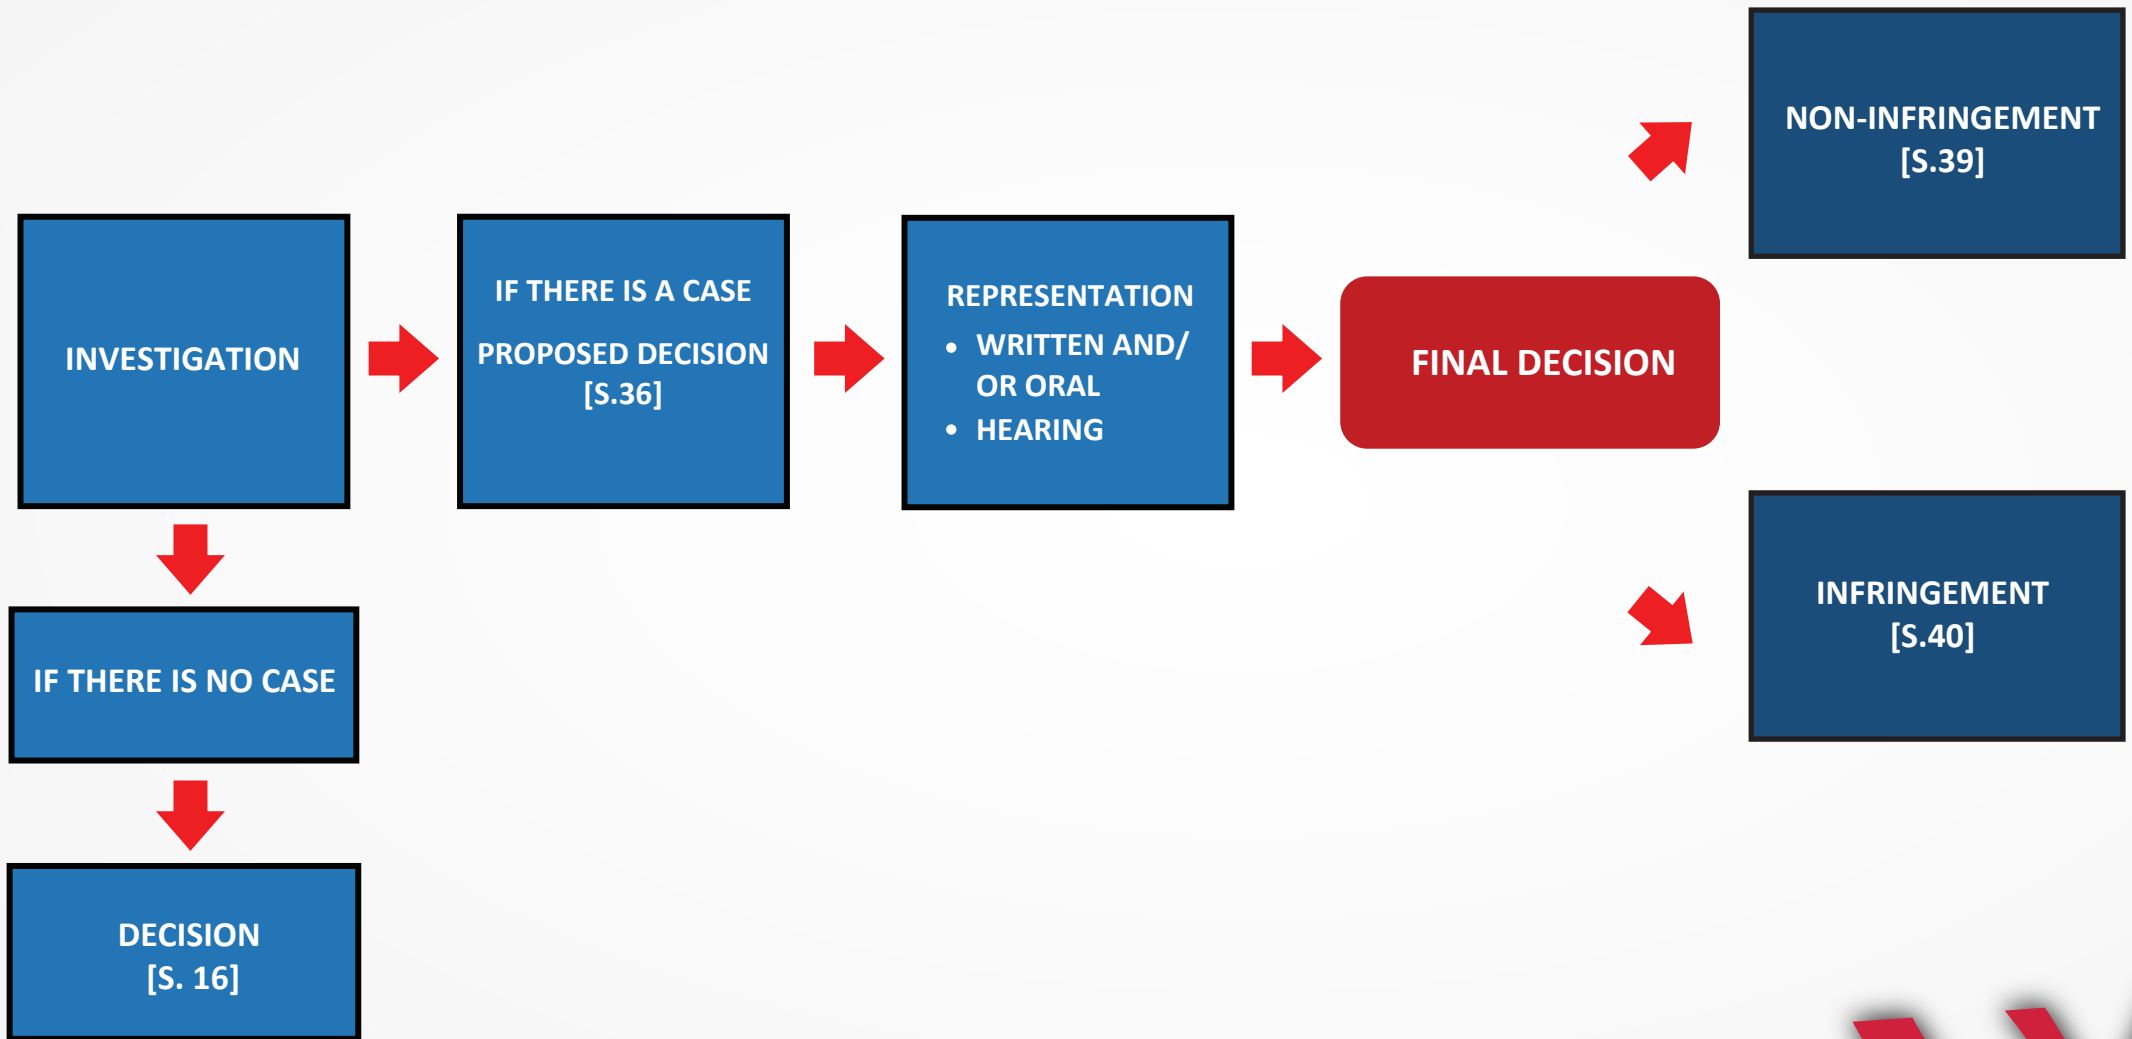 INVESTIGATION
IF THERE IS A CASE
PROPOSED DECISION
[S.36]
REPRESENTATION
• WRITTEN AND/
OR ORAL
• HEARING
FINAL DECISION
NON-INFRINGEMENT
[S.39]
INFRINGEMENT
[S.40]
IF THERE IS NO CASE
DECISION
[S. 16]